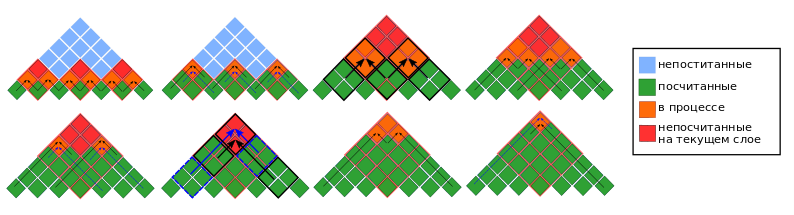 непоститанные
посчитанные
в процессе
непосчитанные
на текущем слое